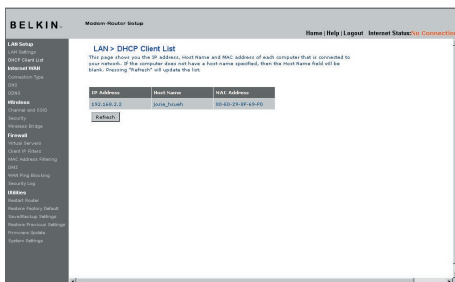 BELKIN™ Modem-Router Setup
Home | Help | Logout Internet Status: No Connection
LAN Setup
LAN Settings
DHCP Client List
Internet WAN
Connection Type
DNS
DDNS
Wireless
Channel and SSID
Security
Wireless Bridge
Firewall
Virtual Servers
Client IP Filters
MAC Address Filtering
DMZ
WAN Ping Blocking
Security Log
Utilities
Restart Router
Restore Factory Default
Save/Backup Settings
Restore Previous Settings
Firmware Update
System Settings
LAN > DHCP Client List
This page shows you the IP address, Host Name and MAC address of each computer that is connected to
your network. If the computer does not have a host name specified, then the Host Name field will be
blank. Pressing "Refresh" will update the list.
IP Address Host Name MAC Address
192.168.2.2
Refresh